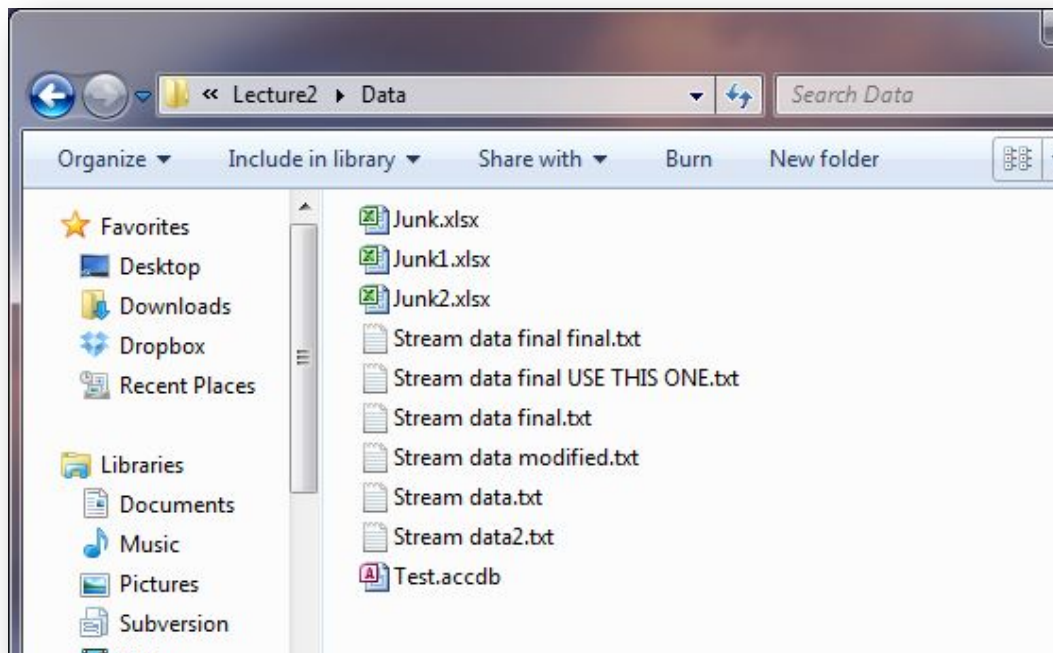 « Lecture2 ▸ Data
Search Data
Organize
Include in library
Share with
Burn
New folder
Favorites
Desktop
Downloads
Dropbox
Recent Places
Libraries
Documents
Music
Pictures
Subversion
Junk.xlsx
Junk1.xlsx
Junk2.xlsx
Stream data final final.txt
Stream data final USE THIS ONE.txt
Stream data final.txt
Stream data modified.txt
Stream data.txt
Stream data2.txt
Test.accdb